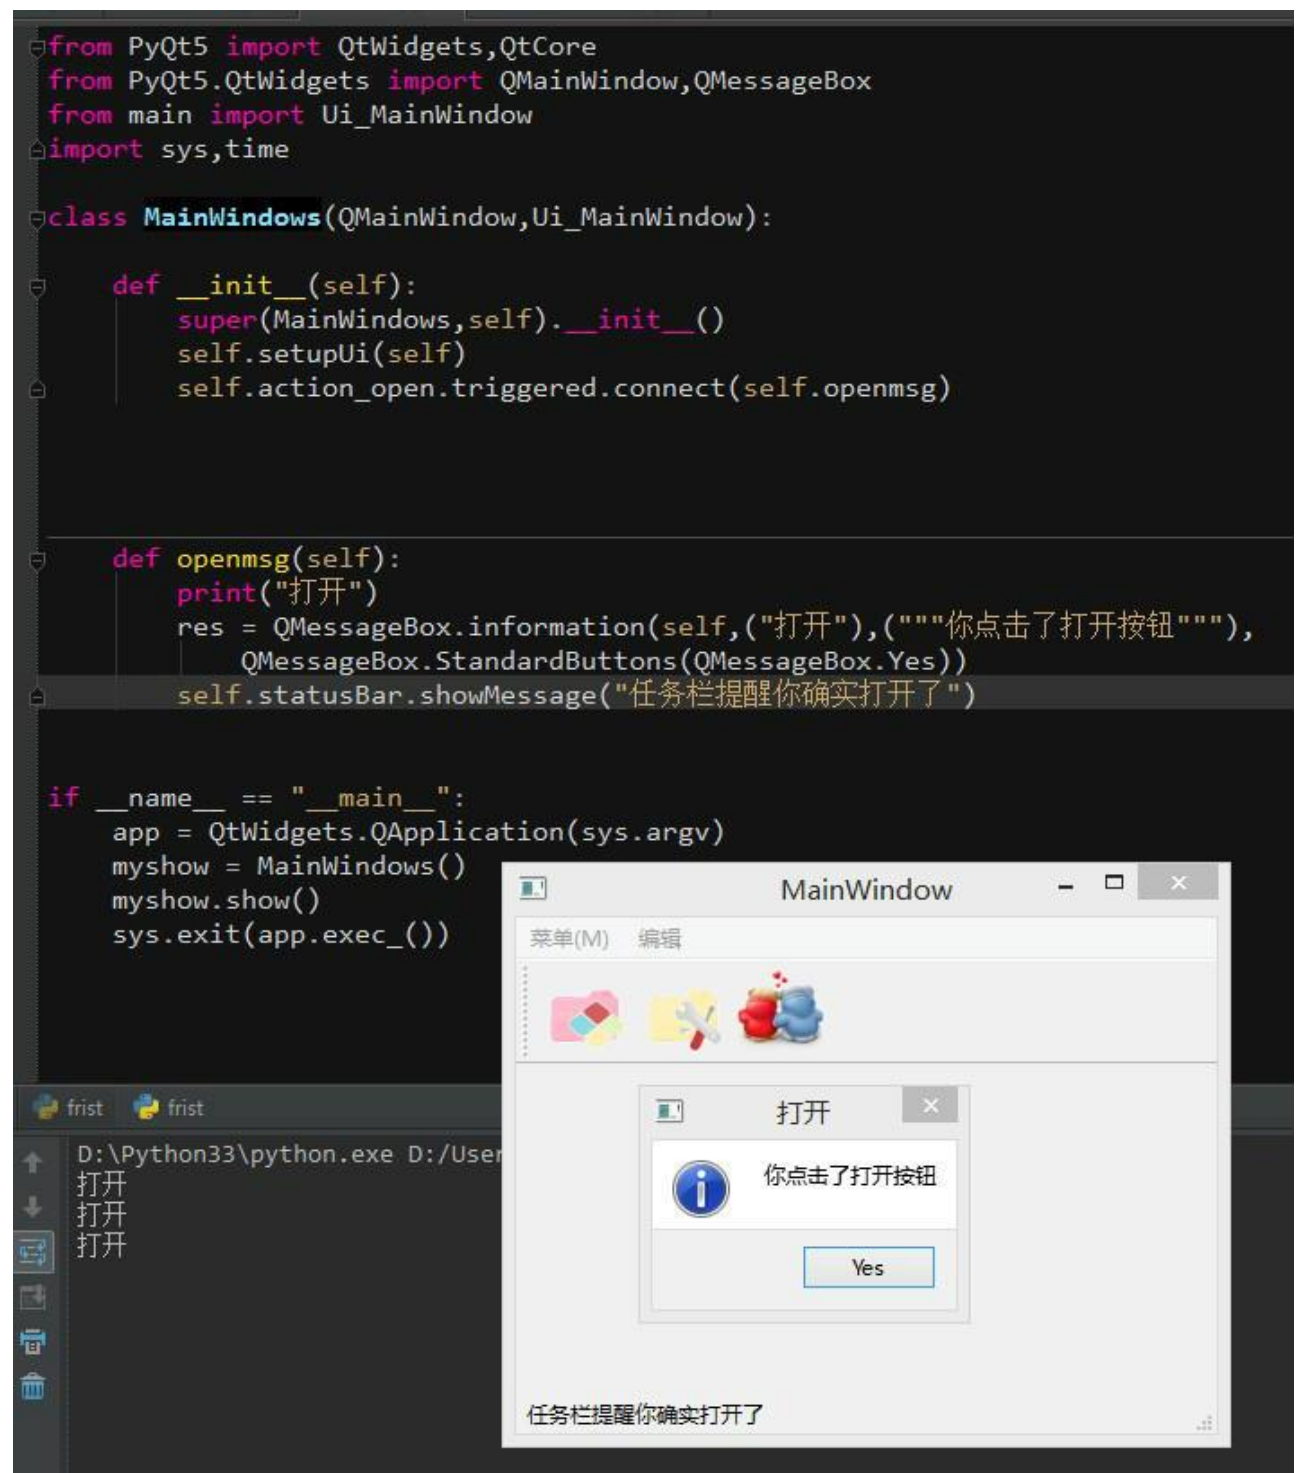 from PyQt5 import QtWidgets,QtCore
from PyQt5.QtWidgets import QMainWindow,QMessageBox
from main import Ui_MainWindow
import sys,time
class MainWindows(QMainWindow,Ui_MainWindow):
def __init__(self):
super(MainWindows,self).__init__()
self.setupUi(self)
self.action_open.triggered.connect(self.openmsg)
def openmsg(self):
print("打开")
res = QMessageBox.information(self,("打开"),("""你点击了打开按钮"""),
QMessageBox.StandardButtons(QMessageBox.Yes))
self.statusBar.showMessage("任务栏提醒你确实打开了")
if __name__ == "__main__":
app = QtWidgets.QApplication(sys.argv)
myshow = MainWindows()
myshow.show()
sys.exit(app.exec_())
MainWindow
菜单(M) 编辑
frist frist
D:\Python33\python.exe D:/User
打开
打开
打开
打开
你点击了打开按钮
Yes
任务栏提醒你确实打开了